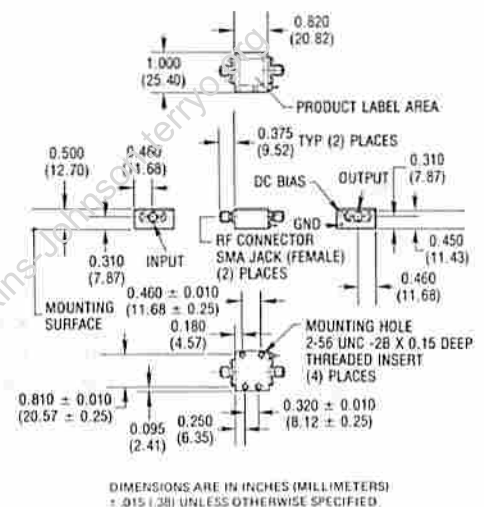 0.820
(20.82)
1.000
(25.40)
PRODUCT LABEL AREA
0.375
(9.52)
TYP (2) PLACES
0.500
(12.70)
0.460
(11.68)
0.310
(7.87)
INPUT
MOUNTING
SURFACE
RF CONNECTOR
SMA JACK (FEMALE)
(2) PLACES
DC BIAS
OUTPUT
GND
0.310
(7.87)
0.450
(11.43)
0.460
(11.68)
0.460 ± 0.010
(11.68 ± 0.25)
0.180
(4.57)
MOUNTING HOLE
2-56 UNC -2B X 0.15 DEEP
THREADED INSERT
(4) PLACES
0.810 ± 0.010
(20.57 ± 0.25)
0.095
(2.41)
0.250
(6.35)
0.320 ± 0.010
(8.12 ± 0.25)
DIMENSIONS ARE IN INCHES (MILLIMETERS)
± .015 (.38) UNLESS OTHERWISE SPECIFIED